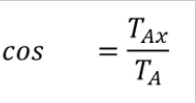 cos = T_Ax / T_A